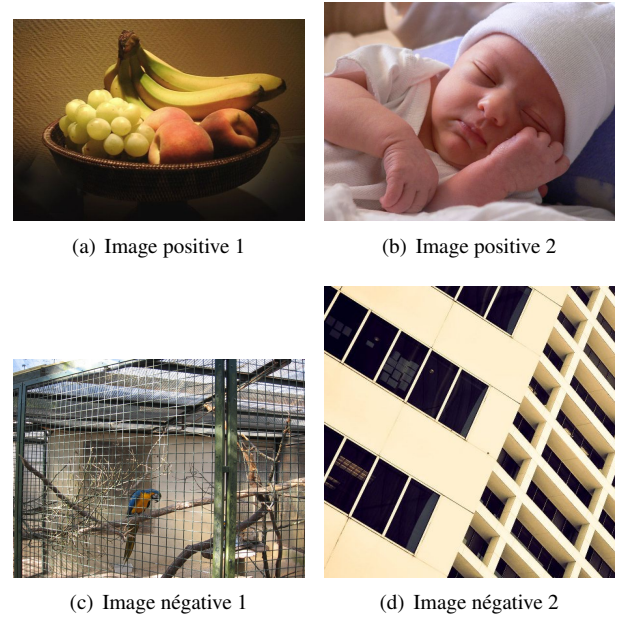 (a) Image positive 1
(b) Image positive 2
(c) Image négative 1
(d) Image négative 2